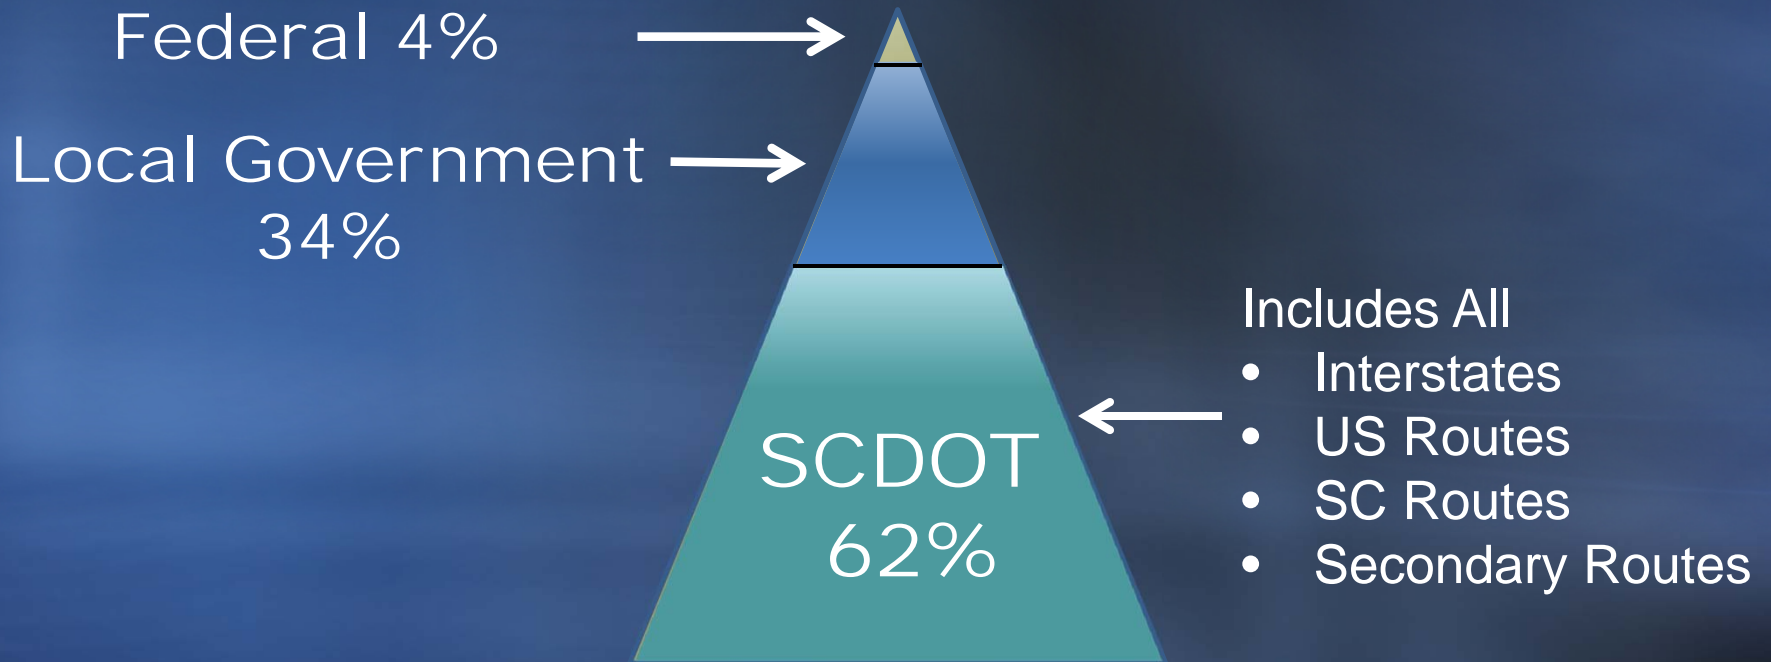 Federal 4%
Local Government
34%
SCDOT
62%
Includes All
• Interstates
• US Routes
• SC Routes
• Secondary Routes